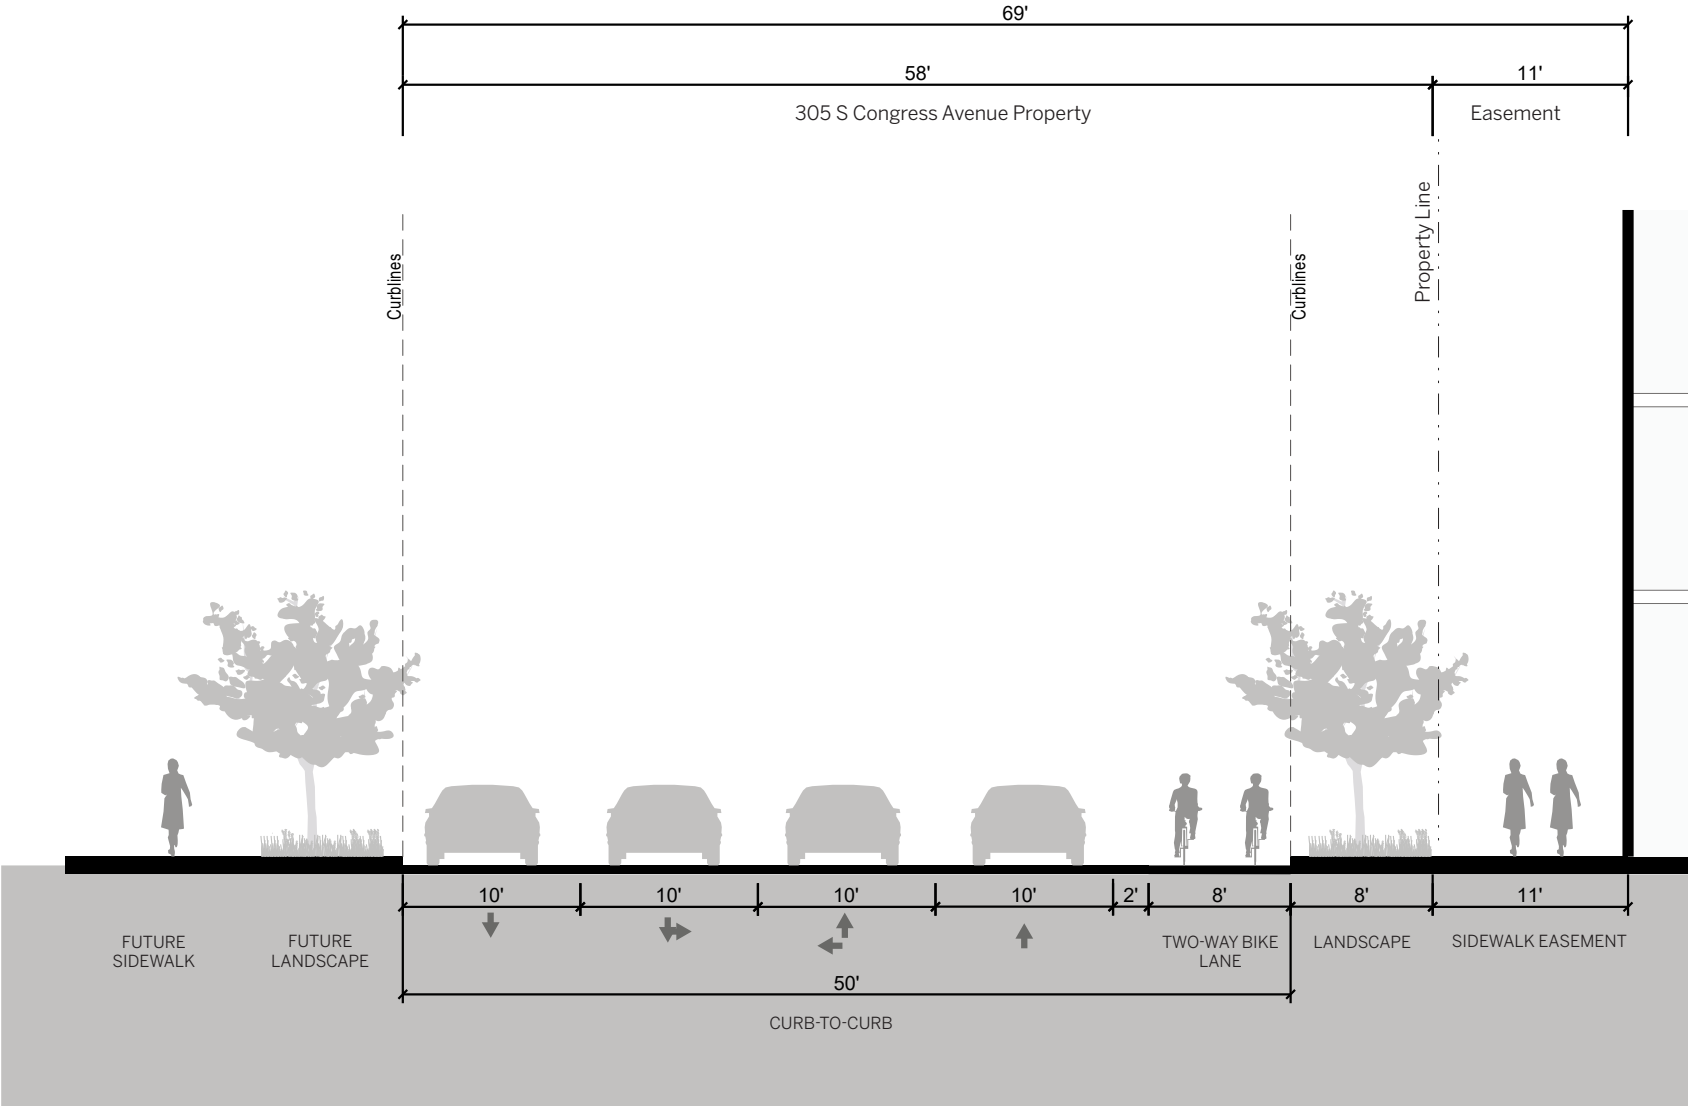 69'
58'
11'
305 S Congress Avenue Property
Easement
Property Line
Curblines
Curblines
10'
10'
10'
10'
2'
8'
8'
11'
FUTURE
SIDEWALK
FUTURE
LANDSCAPE
TWO-WAY BIKE
LANE
LANDSCAPE
SIDEWALK EASEMENT
50'
CURB-TO-CURB